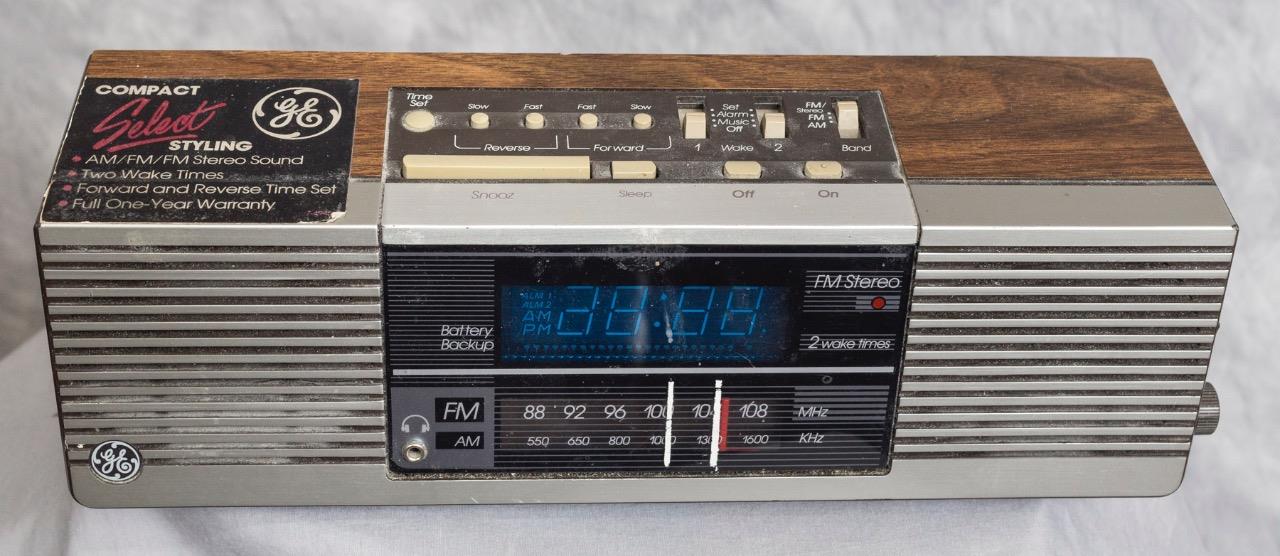 COMPACT
Select
STYLING
GE
• AM/FM/FM Stereo Sound
• Two Wake Times
• Forward and Reverse Time Set
• Full One-Year Warranty
Time
Set
Slow Fast Fast Slow
Reverse Forward
Set
Alarm
Music
Off
1 Wake 2
FM/
Stereo
FM
AM
Band
Snooz Sleep Off On
ALM 1
ALM 2
AM
PM
Battery
Backup
FM Stereo
2 wake times
FM 88 92 96 100 104 108 MHz
AM 550 650 800 1000 1300 1600 KHz
GE